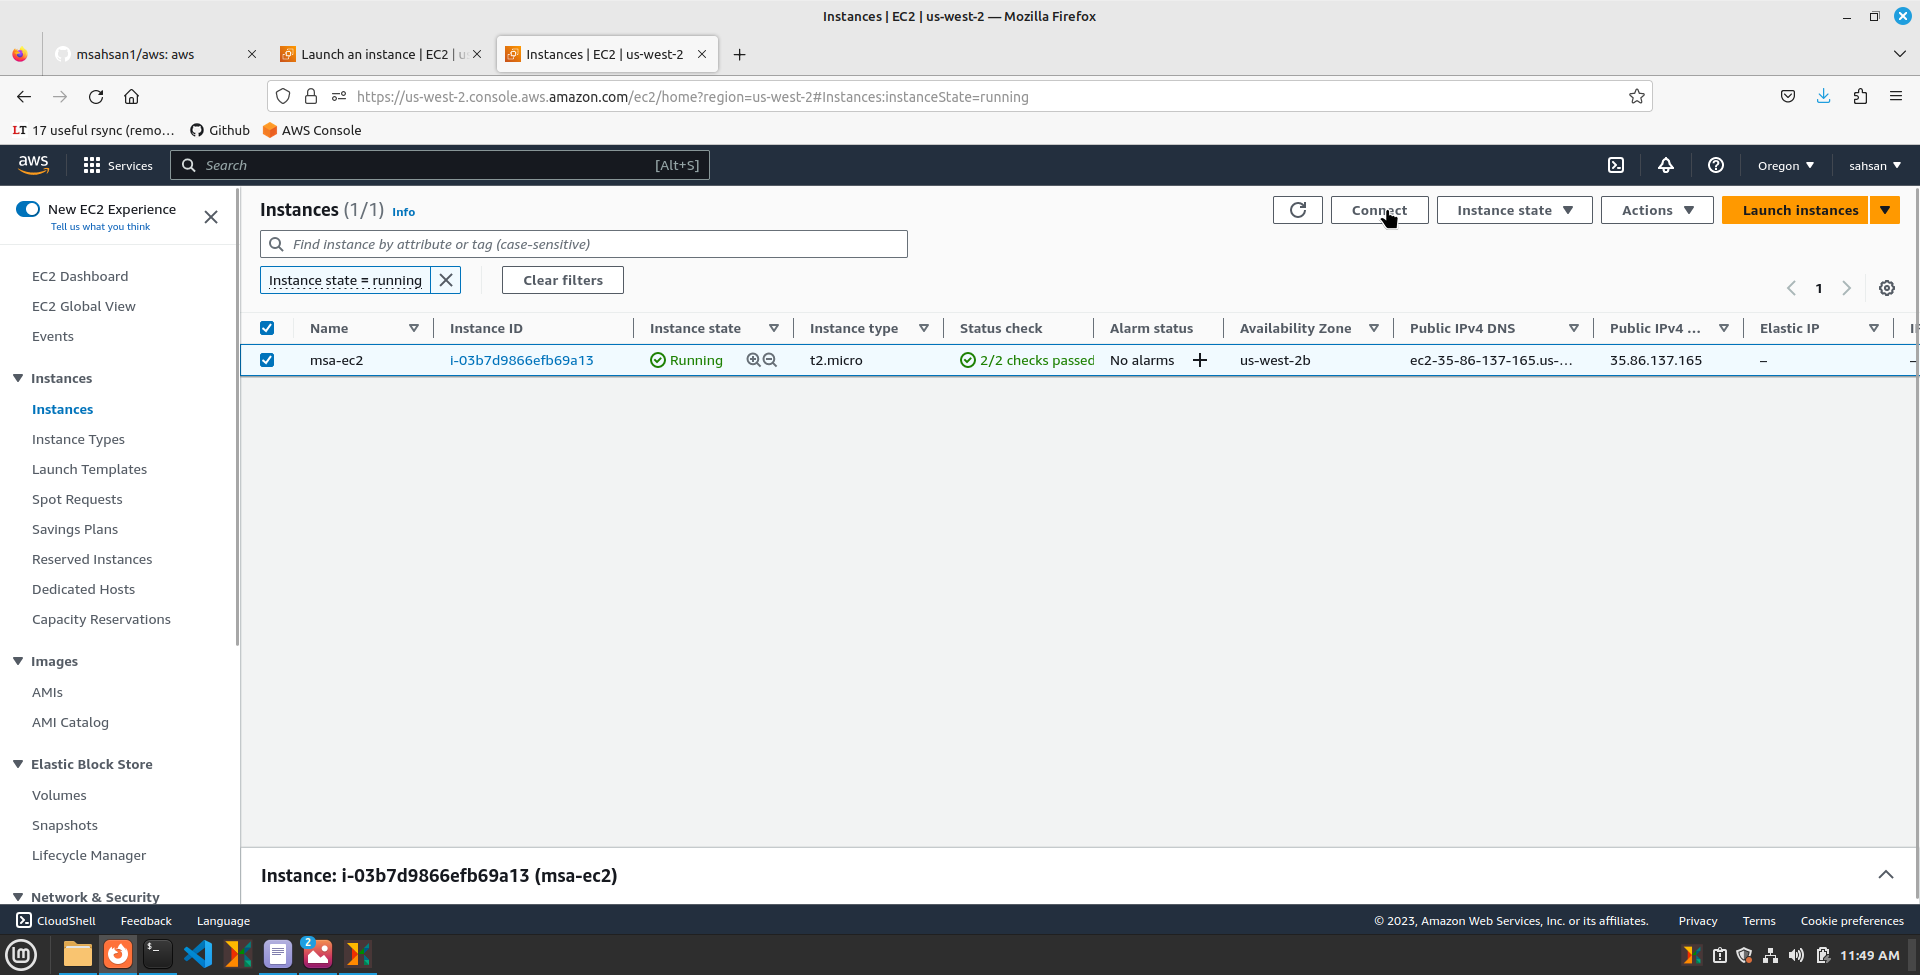 Instances | EC2 | us-west-2 — Mozilla Firefox
msahsan1/aws: aws
Launch an instance | EC2 | u
Instances | EC2 | us-west-2
https://us-west-2.console.aws.amazon.com/ec2/home?region=us-west-2#Instances:instanceState=running
LT 17 useful rsync (remo… Github AWS Console
aws Services Search [Alt+S] Oregon sahsan
New EC2 Experience
Tell us what you think
EC2 Dashboard
EC2 Global View
Events
Instances
Instances
Instance Types
Launch Templates
Spot Requests
Savings Plans
Reserved Instances
Dedicated Hosts
Capacity Reservations
Images
AMIs
AMI Catalog
Elastic Block Store
Volumes
Snapshots
Lifecycle Manager
Network & Security
Instances (1/1) Info
Connect Instance state Actions Launch instances
Find instance by attribute or tag (case-sensitive)
Instance state = running Clear filters
1
Name Instance ID Instance state Instance type Status check Alarm status Availability Zone Public IPv4 DNS Public IPv4 ... Elastic IP
msa-ec2 i-03b7d9866efb69a13 Running t2.micro 2/2 checks passed No alarms + us-west-2b ec2-35-86-137-165.us-... 35.86.137.165 –
Instance: i-03b7d9866efb69a13 (msa-ec2)
CloudShell Feedback Language © 2023, Amazon Web Services, Inc. or its affiliates. Privacy Terms Cookie preferences
2
11:49 AM